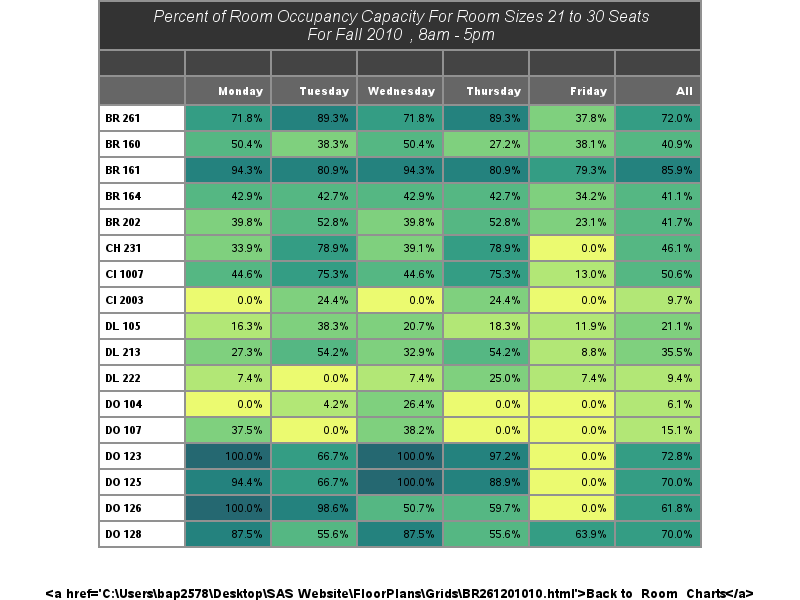 Percent of Room Occupancy Capacity For Room Sizes 21 to 30 Seats
For Fall 2010 , 8am - 5pm
Monday Tuesday Wednesday Thursday Friday All
BR 261 71.8% 89.3% 71.8% 89.3% 37.8% 72.0%
BR 160 50.4% 38.3% 50.4% 27.2% 38.1% 40.9%
BR 161 94.3% 80.9% 94.3% 80.9% 79.3% 85.9%
BR 164 42.9% 42.7% 42.9% 42.7% 34.2% 41.1%
BR 202 39.8% 52.8% 39.8% 52.8% 23.1% 41.7%
CH 231 33.9% 78.9% 39.1% 78.9% 0.0% 46.1%
CI 1007 44.6% 75.3% 44.6% 75.3% 13.0% 50.6%
CI 2003 0.0% 24.4% 0.0% 24.4% 0.0% 9.7%
DL 105 16.3% 38.3% 20.7% 18.3% 11.9% 21.1%
DL 213 27.3% 54.2% 32.9% 54.2% 8.8% 35.5%
DL 222 7.4% 0.0% 7.4% 25.0% 7.4% 9.4%
DO 104 0.0% 4.2% 26.4% 0.0% 0.0% 6.1%
DO 107 37.5% 0.0% 38.2% 0.0% 0.0% 15.1%
DO 123 100.0% 66.7% 100.0% 97.2% 0.0% 72.8%
DO 125 94.4% 66.7% 100.0% 88.9% 0.0% 70.0%
DO 126 100.0% 98.6% 50.7% 59.7% 0.0% 61.8%
DO 128 87.5% 55.6% 87.5% 55.6% 63.9% 70.0%
<a href='C:\Users\bap2578\Desktop\SAS Website\FloorPlans\Grids\BR261201010.html'>Back to Room Charts</a>